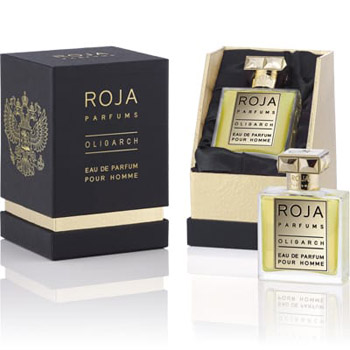 ROJA
PARFUMS
OLIGARCH
EAU DE PARFUM
POUR HOMME
ROJA
PARFUMS
OLIGARCH
EAU DE PARFUM
POUR HOMME
ROJA
PARFUMS
OLIGARCH
EAU DE PARFUM
POUR HOMME